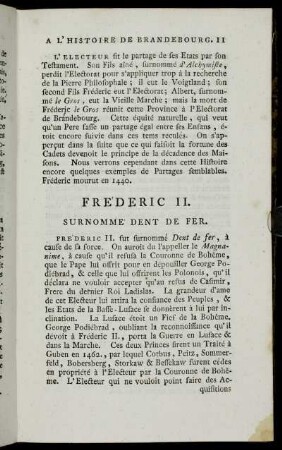 A L'HISTOIRE DE BRANDEBOURG. II
L'ELECTEUR fit le partage de ses Etats par son
Testament. Son Fils aîné, surnommé l'Alchymiste,
perdit l'Electorat pour s'appliquer trop à la recherche
de la Pierre Philosophale; il eut le Voigtland; son
second Fils Fréderic eut l'Electorat; Albert, surnom-
mé le Gros, eut la Vieille Marche; mais la mort de
Fréderic le Gros réunit cette Province à l'Electorat
de Brandebourg. Cette équité naturelle, qui veut
qu'un Pere fasse un partage égal entre ses Enfans, é-
toit encore suivie dans ces tems reculés. On s'ap-
perçut dans la suite que ce qui faisoit la fortune des
Cadets devenoit le principe de la décadence des Mai-
sons. Nous verrons cependant dans cette Histoire
encore quelques exemples de Partages semblables.
Fréderic mourut en 1440.
FREDERIC II.
SURNOMMÉ DENT DE FER.
FREDERIC II. fut surnommé Dent de fer, à
cause de sa force. On auroit du l'appeller le Magna-
nime, à cause qu'il refusa la Couronne de Bohême,
que le Pape lui offrit pour en dépouiller George Po-
diébrad, & celle que lui offrirent les Polonois, qu'il
déclara ne vouloir accepter qu'au refus de Casimir,
Frere du dernier Roi Ladislas. La grandeur d'ame
de cet Electeur lui attira la confiance des Peuples, &
les Etats de la Basse-Lusace se donnerent à lui par in-
clination. La Lusace étoit un Fief de la Bohême.
George Podiébrad, oubliant la reconnoissance qu'il
devoit à Fréderic II., porta la Guerre en Lusace &
dans la Marche. Ces deux Princes firent un Traité à
Guben en 1462., par lequel Corbus, Peitz, Sommer-
feld, Bobersberg, Storkaw & Besskaw furent cédés
en propriété à l'Electeur par la Couronne de Bohê-
me. L'Electeur qui ne vouloit point faire des Ac-
quisitions